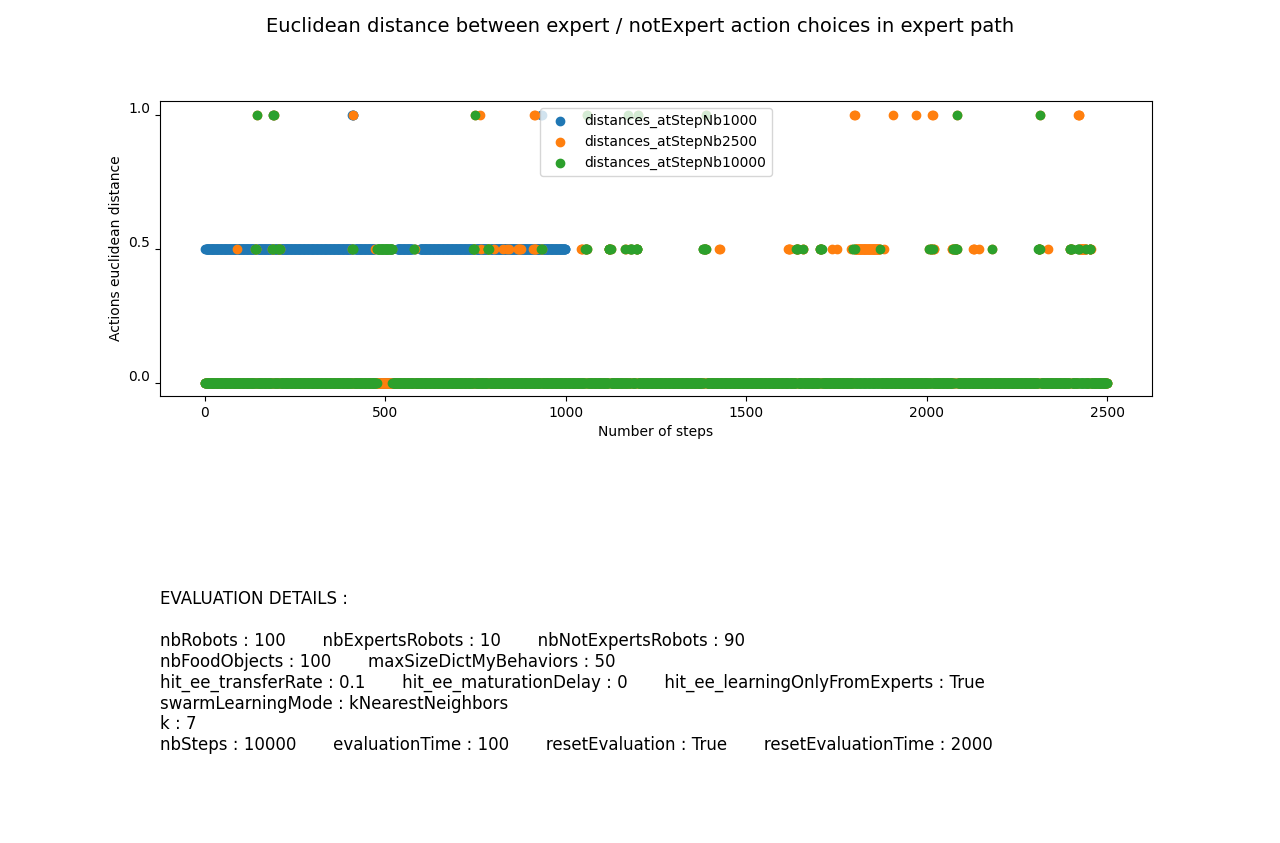 Euclidean distance between expert / notExpert action choices in expert path
1.0
0.5
0.0
Actions euclidean distance
distances_atStepNb1000
distances_atStepNb2500
distances_atStepNb10000
0 500 1000 1500 2000 2500
Number of steps
EVALUATION DETAILS :
nbRobots : 100 nbExpertsRobots : 10 nbNotExpertsRobots : 90
nbFoodObjects : 100 maxSizeDictMyBehaviors : 50
hit_ee_transferRate : 0.1 hit_ee_maturationDelay : 0 hit_ee_learningOnlyFromExperts : True
swarmLearningMode : kNearestNeighbors
k : 7
nbSteps : 10000 evaluationTime : 100 resetEvaluation : True resetEvaluationTime : 2000